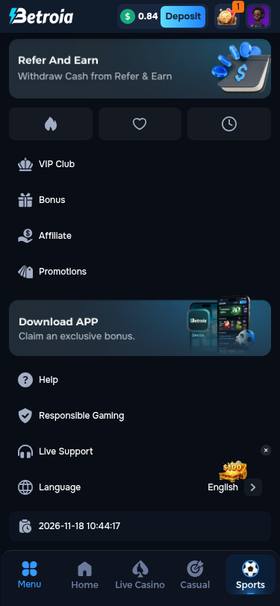 Betroia
$ 0.84 Deposit
1
Refer And Earn
Withdraw Cash from Refer & Earn
VIP Club
Bonus
Affiliate
Promotions
Download APP
Claim an exclusive bonus.
Help
Responsible Gaming
Live Support
Language
English
2026-11-18 10:44:17
Menu
Home
Live Casino
Casual
Sports